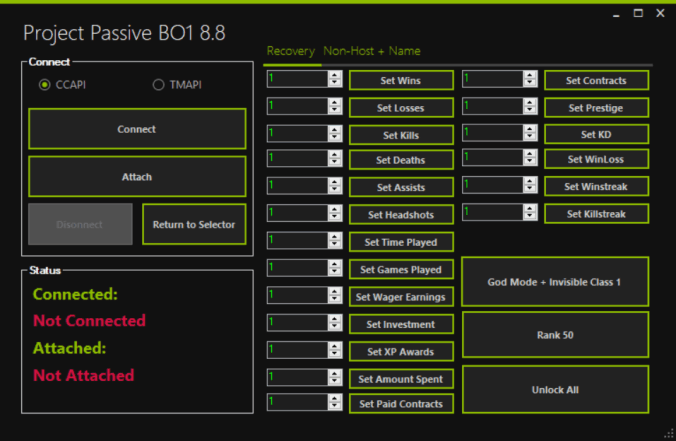 Project Passive BO1 8.8
Connect
CCAPI
TMAPI
Connect
Attach
Disonnect
Return to Selector
Status
Connected:
Not Connected
Attached:
Not Attached
Recovery Non-Host + Name
1 Set Wins
1 Set Losses
1 Set Kills
1 Set Deaths
1 Set Assists
1 Set Headshots
1 Set Time Played
1 Set Games Played
1 Set Wager Earnings
1 Set Investment
1 Set XP Awards
1 Set Amount Spent
1 Set Paid Contracts
1 Set Contracts
1 Set Prestige
1 Set KD
1 Set WinLoss
1 Set Winstreak
1 Set Killstreak
God Mode + Invisible Class 1
Rank 50
Unlock All